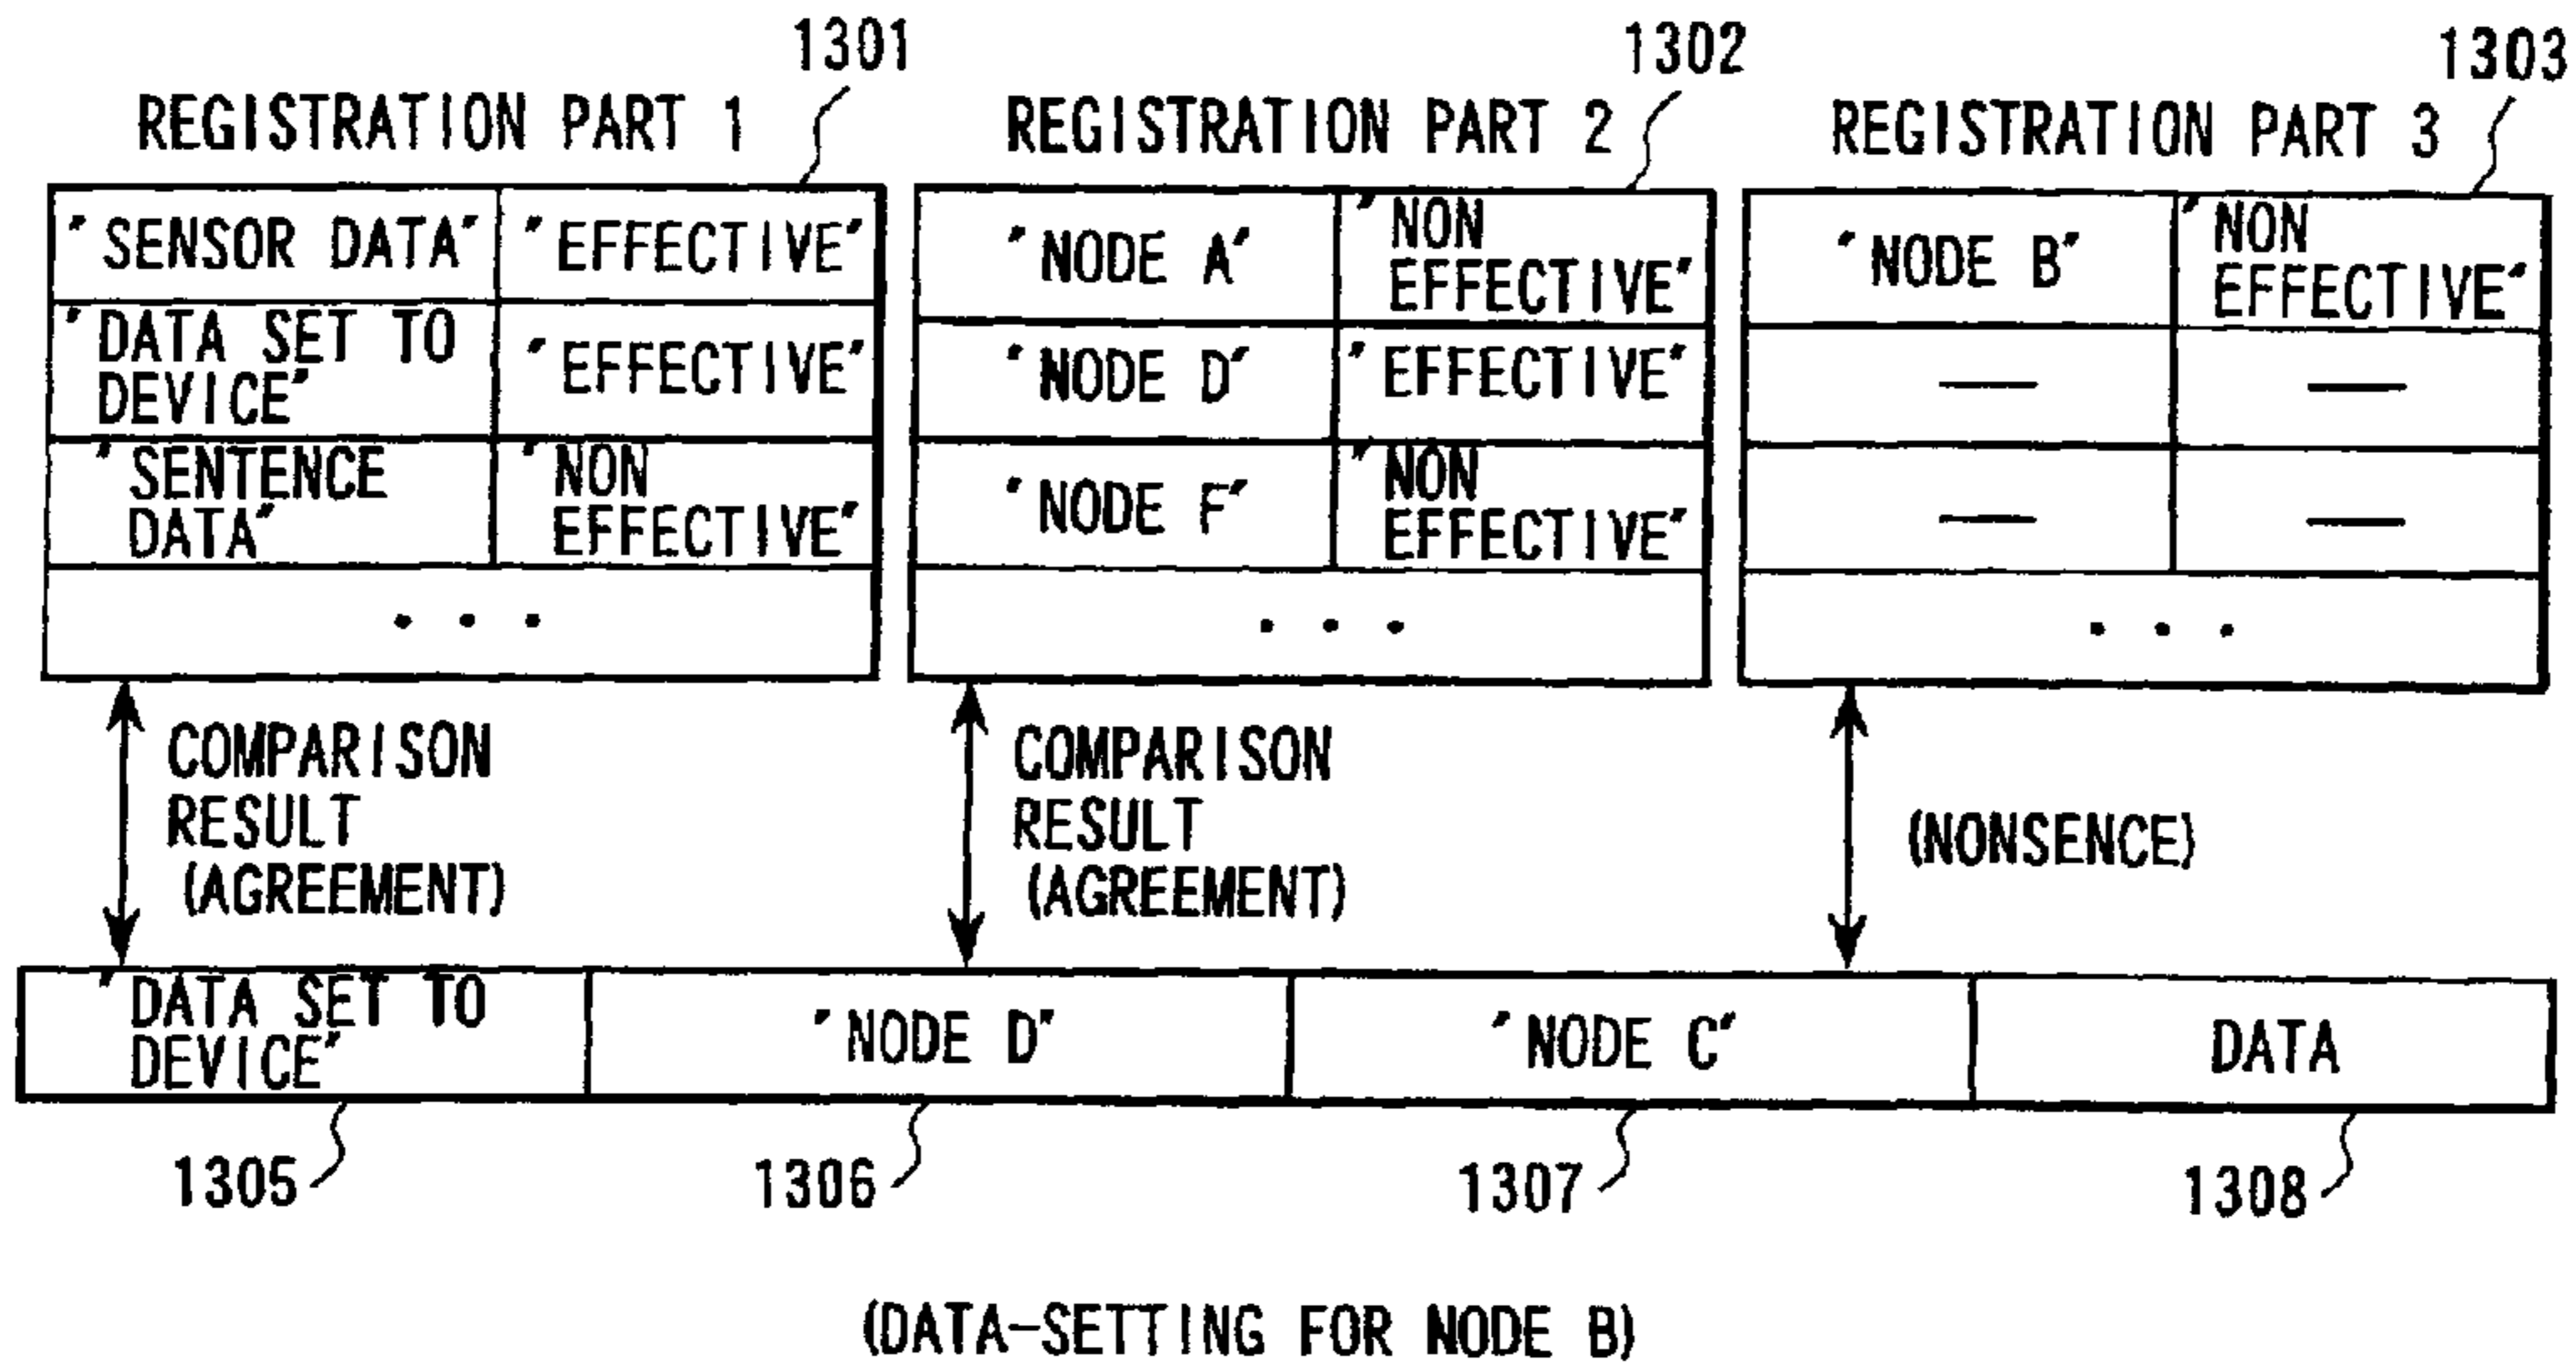 1301
1302
1303
REGISTRATION PART 1
REGISTRATION PART 2
REGISTRATION PART 3
"SENSOR DATA"
"EFFECTIVE"
"DATA SET TO
DEVICE"
"EFFECTIVE"
"SENTENCE
DATA"
"NON
EFFECTIVE"
. . .
"NODE A"
"NON
EFFECTIVE"
"NODE D"
"EFFECTIVE"
"NODE F"
"NON
EFFECTIVE"
. . .
"NODE B"
"NON
EFFECTIVE"
—
—
—
—
. . .
COMPARISON
RESULT
(AGREEMENT)
COMPARISON
RESULT
(AGREEMENT)
(NONSENCE)
"DATA SET TO
DEVICE"
"NODE D"
"NODE C"
DATA
1305
1306
1307
1308
(DATA-SETTING FOR NODE B)